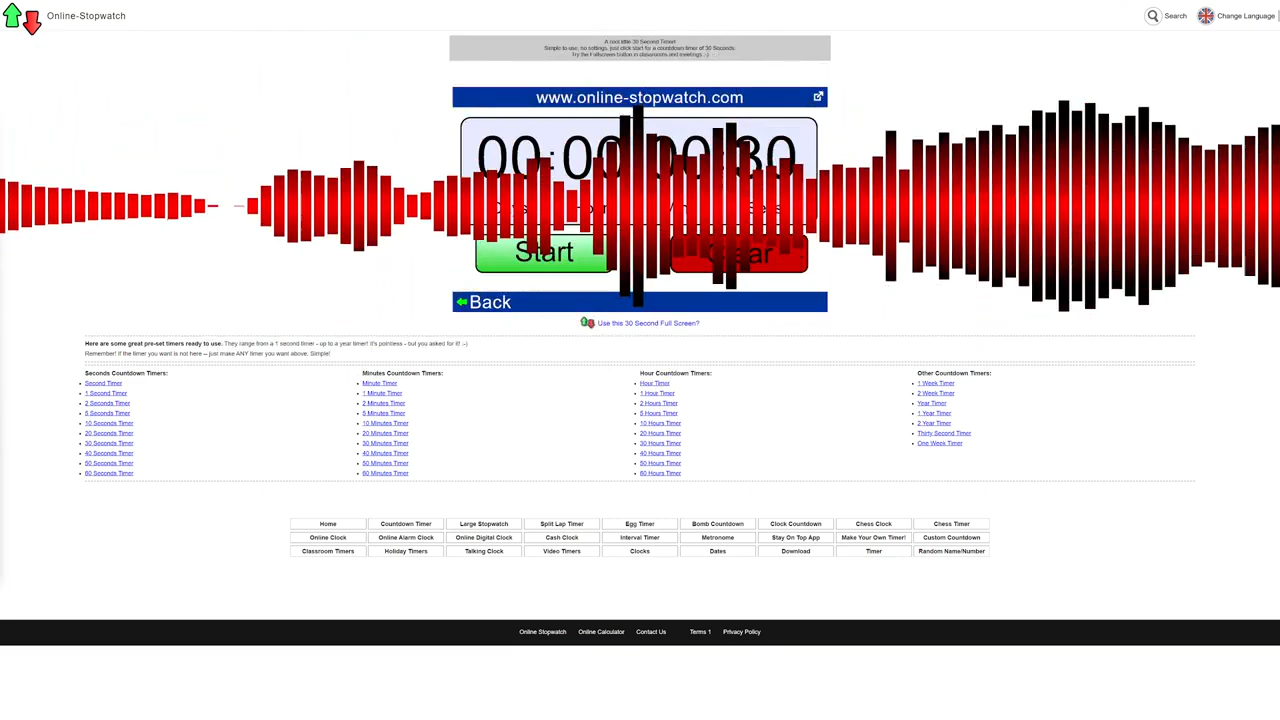 Online-Stopwatch
Search
Change Language
A cool little 30 Second Timer!
Simple to use, no settings, just click start for a countdown timer of 30 Seconds.
Try the Fullscreen button in classrooms and meetings :-)
www.online-stopwatch.com
00:00:00:30
Start
Clear
Back
Use this 30 Second Full Screen?
Here are some great pre-set timers ready to use. They range from a 1 second timer - up to a year timer! It's pointless - but you asked for it! :-)
Remember! If the timer you want is not here -- just make ANY timer you want above. Simple!
Seconds Countdown Timers:
Second Timer
1 Second Timer
2 Seconds Timer
5 Seconds Timer
10 Seconds Timer
20 Seconds Timer
30 Seconds Timer
40 Seconds Timer
50 Seconds Timer
60 Seconds Timer
Minutes Countdown Timers:
Minute Timer
1 Minute Timer
2 Minutes Timer
5 Minutes Timer
10 Minutes Timer
20 Minutes Timer
30 Minutes Timer
40 Minutes Timer
50 Minutes Timer
60 Minutes Timer
Hour Countdown Timers:
Hour Timer
1 Hour Timer
2 Hours Timer
5 Hours Timer
10 Hours Timer
20 Hours Timer
30 Hours Timer
40 Hours Timer
50 Hours Timer
60 Hours Timer
Other Countdown Timers:
1 Week Timer
2 Week Timer
Year Timer
1 Year Timer
2 Year Timer
Thirty Second Timer
One Week Timer
Home Countdown Timer Large Stopwatch Split Lap Timer Egg Timer Bomb Countdown Clock Countdown Chess Clock Chess Timer
Online Clock Online Alarm Clock Online Digital Clock Cash Clock Interval Timer Metronome Stay On Top App Make Your Own Timer! Custom Countdown
Classroom Timers Holiday Timers Talking Clock Video Timers Clocks Dates Download Timer Random Name/Number
Online Stopwatch Online Calculator Contact Us Terms 1 Privacy Policy